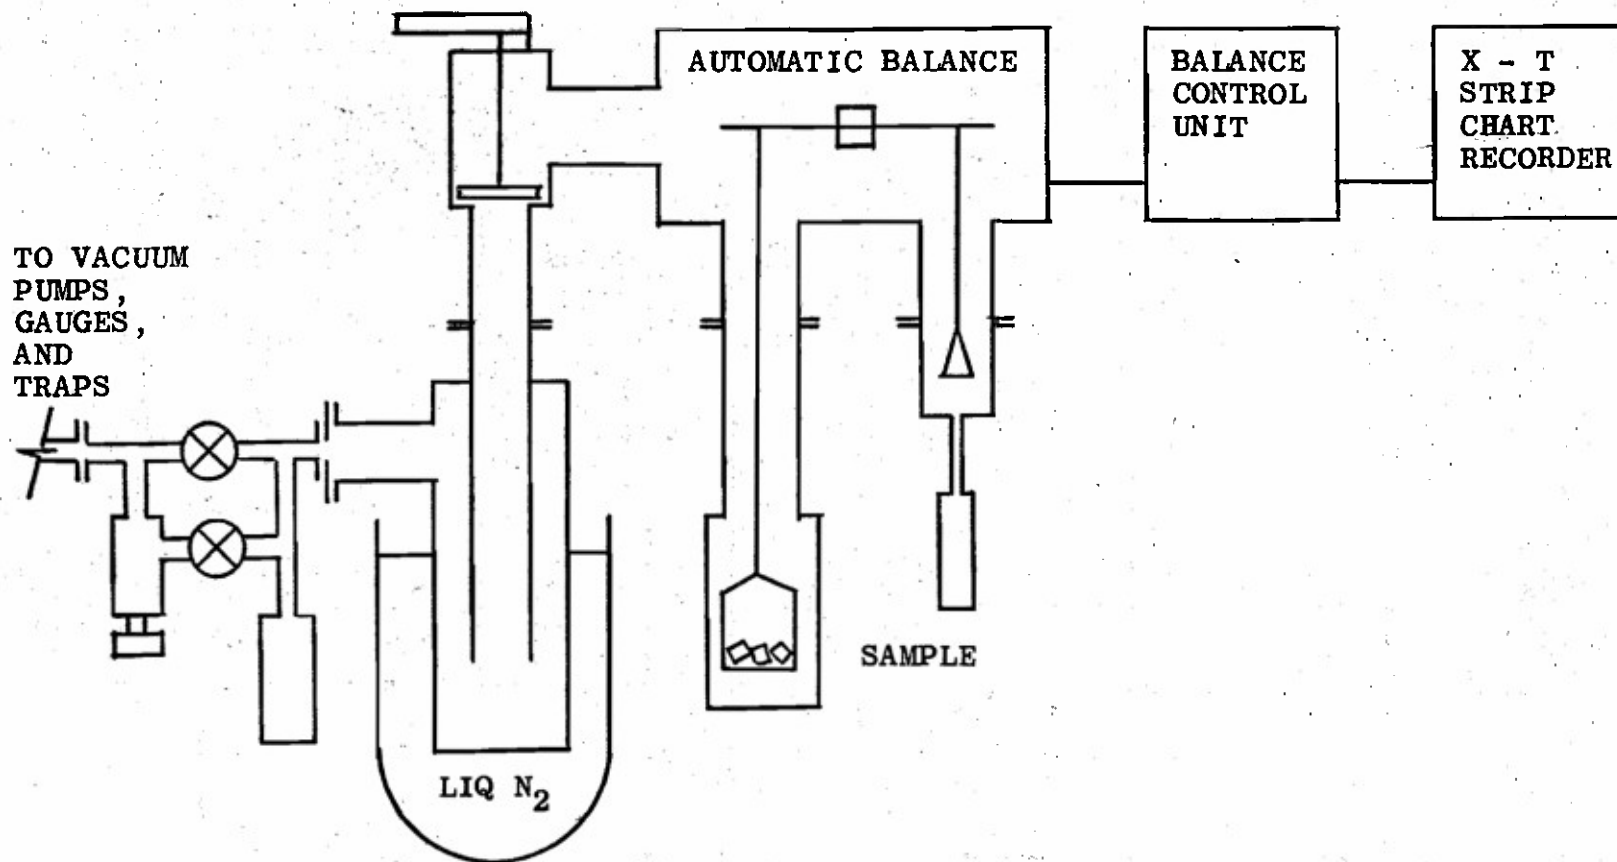 AUTOMATIC BALANCE
BALANCE
CONTROL
UNIT
X - T
STRIP
CHART
RECORDER
TO VACUUM
PUMPS,
GAUGES,
AND
TRAPS
SAMPLE
LIQ N₂